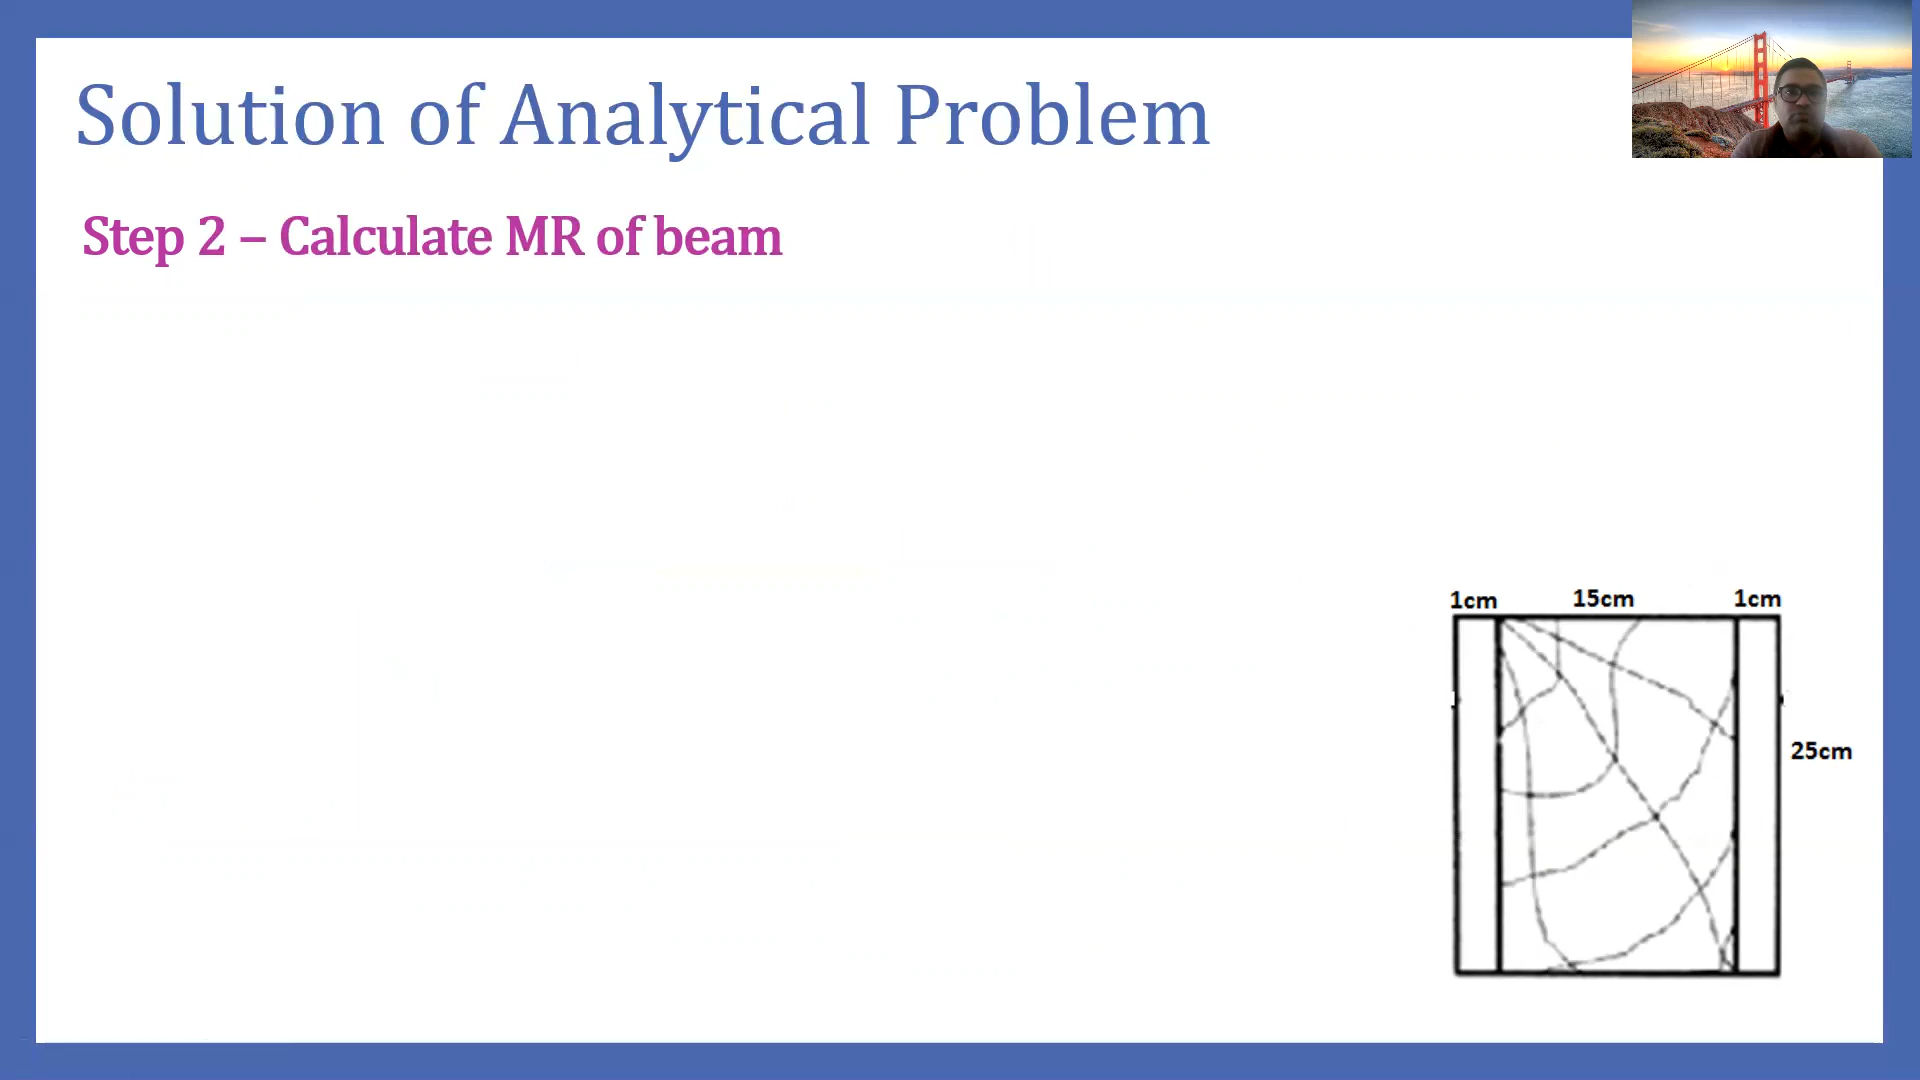 Solution of Analytical Problem
Step 2 – Calculate MR of beam
1cm 15cm 1cm
25cm